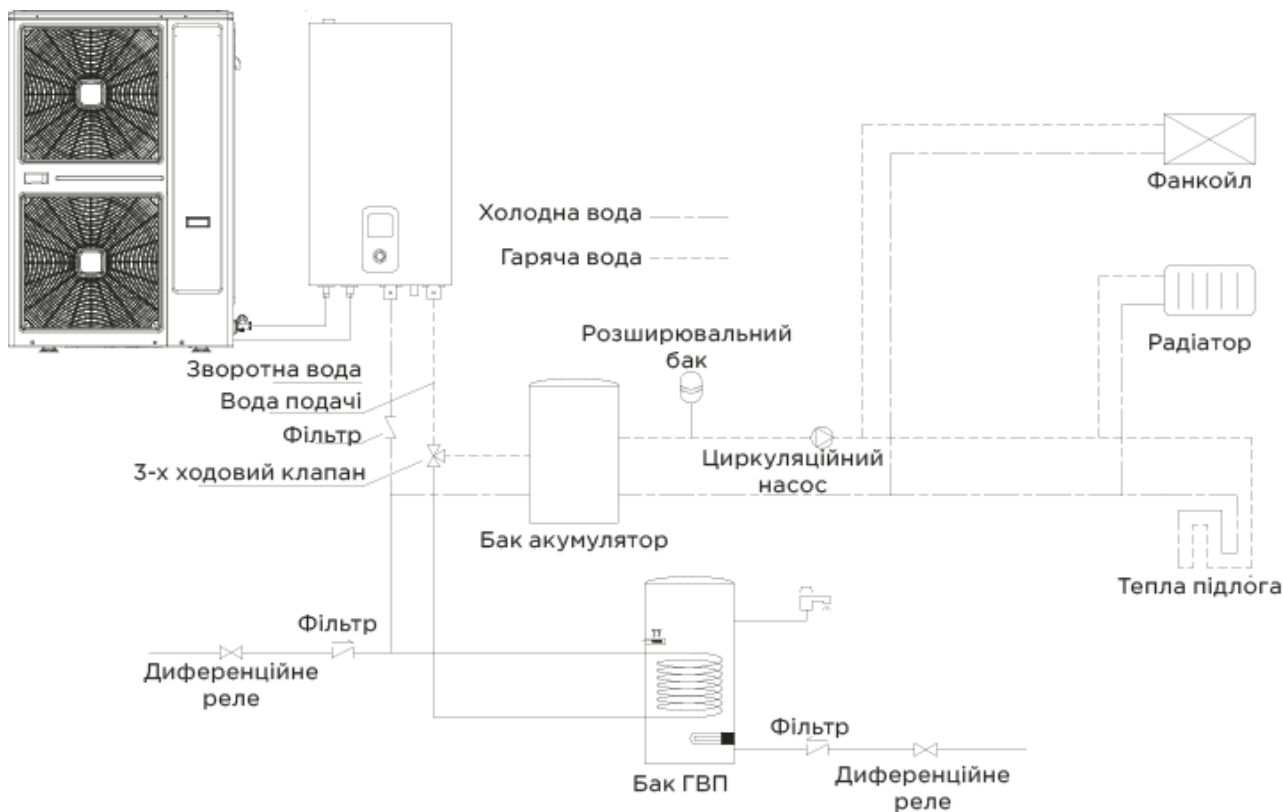 Фанкойл
Холодна вода
Гаряча вода
Розширювальний
бак
Радіатор
Зворотна вода
Вода подачі
Фільтр
3-х ходовий клапан
Циркуляційний
насос
Бак акумулятор
Тепла підлога
Фільтр
Диференційне
реле
TT
Фільтр
Бак ГВП
Диференційне
реле